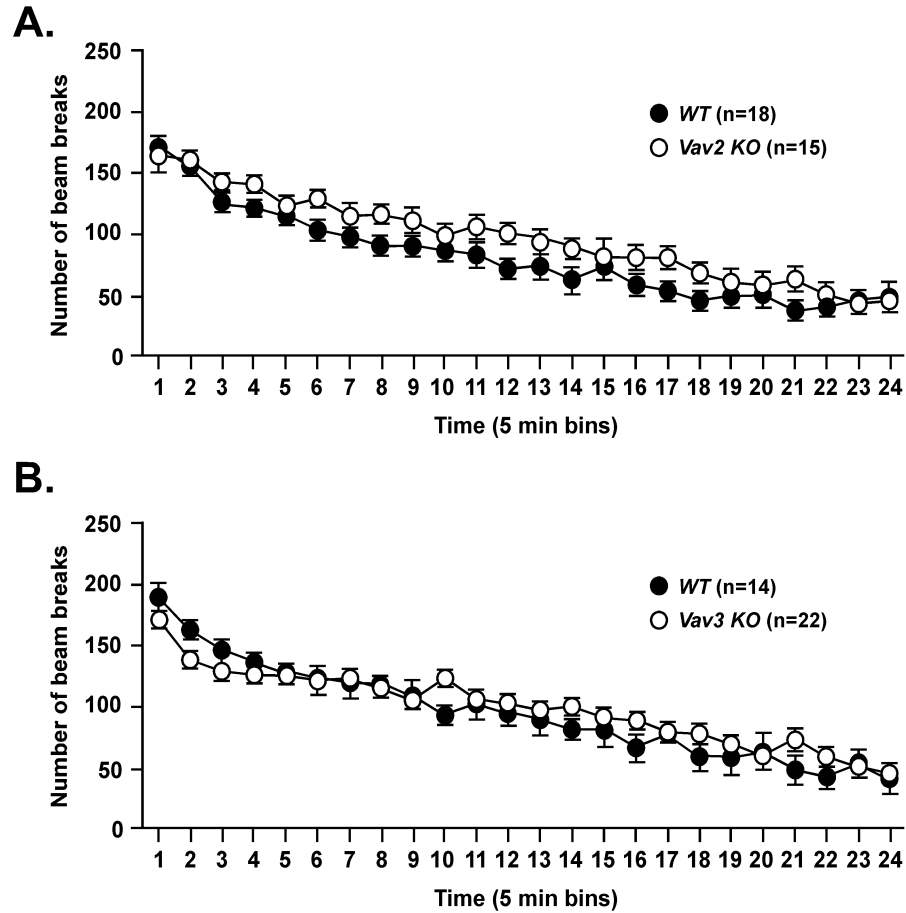 A.
Number of beam breaks
250
200
150
100
50
0
WT (n=18)
Vav2 KO (n=15)
1 2 3 4 5 6 7 8 9 10 11 12 13 14 15 16 17 18 19 20 21 22 23 24
Time (5 min bins)
B.
Number of beam breaks
250
200
150
100
50
0
WT (n=14)
Vav3 KO (n=22)
1 2 3 4 5 6 7 8 9 10 11 12 13 14 15 16 17 18 19 20 21 22 23 24
Time (5 min bins)